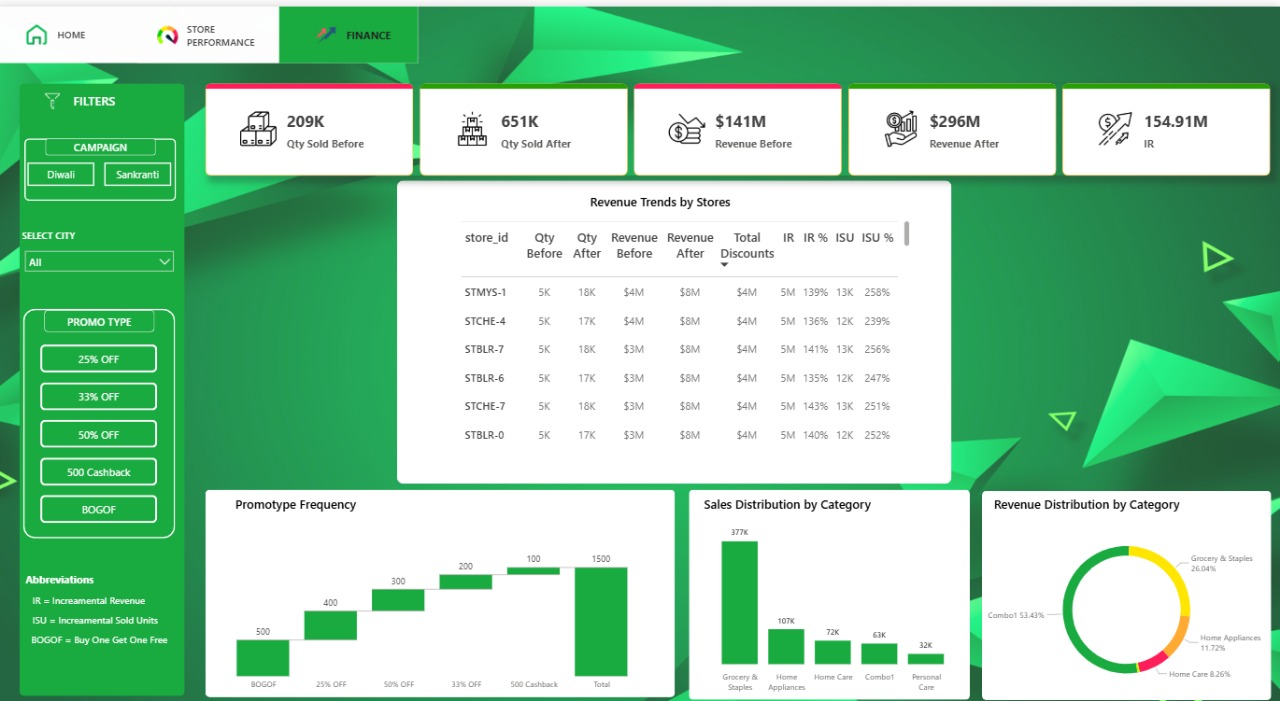 HOME
STORE
PERFORMANCE
FINANCE
FILTERS
CAMPAIGN
Diwali
Sankranti
SELECT CITY
All
PROMO TYPE
25% OFF
33% OFF
50% OFF
500 Cashback
BOGOF
Abbreviations
IR = Increamental Revenue
ISU = Increamental Sold Units
BOGOF = Buy One Get One Free
209K
Qty Sold Before
651K
Qty Sold After
$141M
Revenue Before
$296M
Revenue After
154.91M
IR
Revenue Trends by Stores
store_id Qty Before Qty After Revenue Before Revenue After Total Discounts IR IR % ISU ISU %
STMYS-1 5K 18K $4M $8M $4M 5M 139% 13K 258%
STCHE-4 5K 17K $4M $8M $4M 5M 136% 12K 239%
STBLR-7 5K 18K $3M $8M $4M 5M 141% 13K 256%
STBLR-6 5K 17K $3M $8M $4M 5M 135% 12K 247%
STCHE-7 5K 18K $3M $8M $4M 5M 143% 13K 251%
STBLR-0 5K 17K $3M $8M $4M 5M 140% 12K 252%
Promotype Frequency
500 400 300 200 100 1500
BOGOF 25% OFF 50% OFF 33% OFF 500 Cashback Total
Sales Distribution by Category
377K 107K 72K 63K 32K
Grocery & Staples Home Appliances Home Care Combo1 Personal Care
Revenue Distribution by Category
Grocery & Staples
26.04%
Combo1 53.43%
Home Appliances
11.72%
Home Care 8.26%